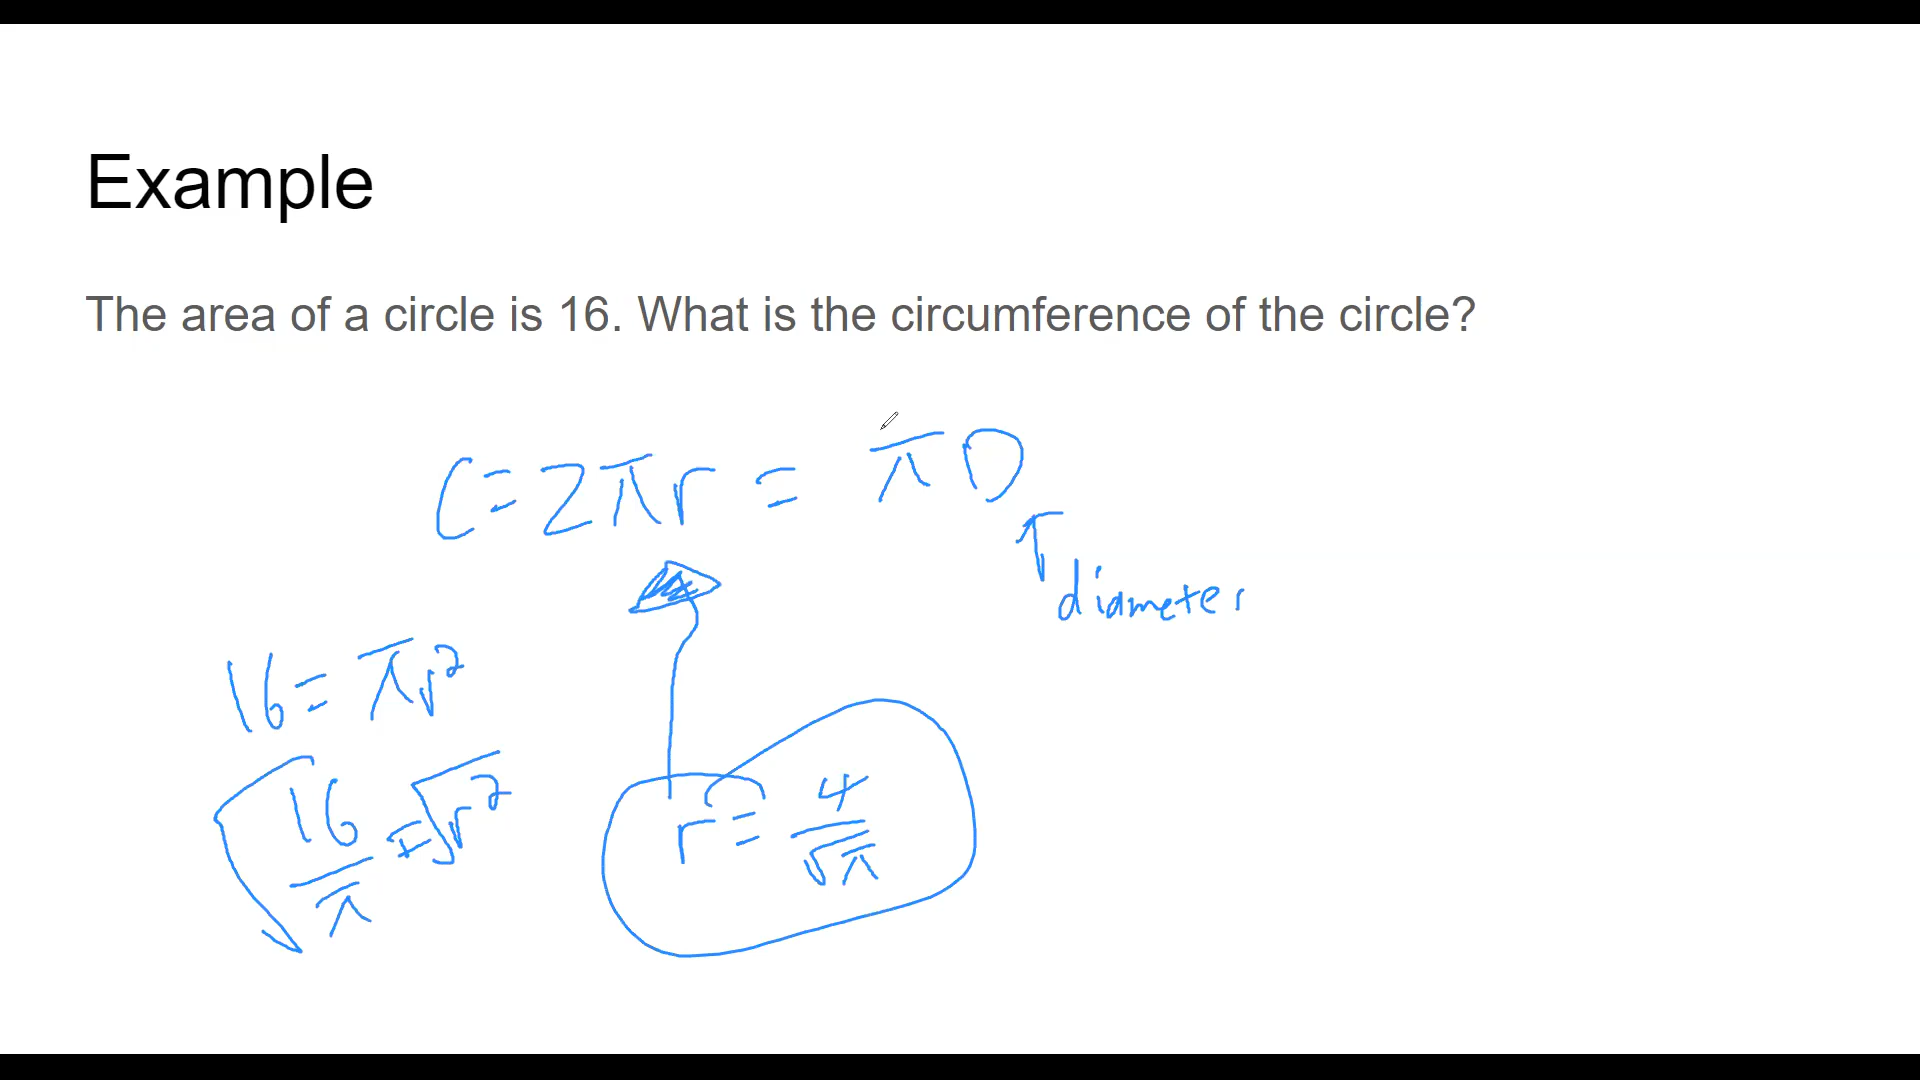 Example
The area of a circle is 16. What is the circumference of the circle?
C = 2πr = πD
diameter
16 = πr²
√(16/π) = √r²
r = 4/√π